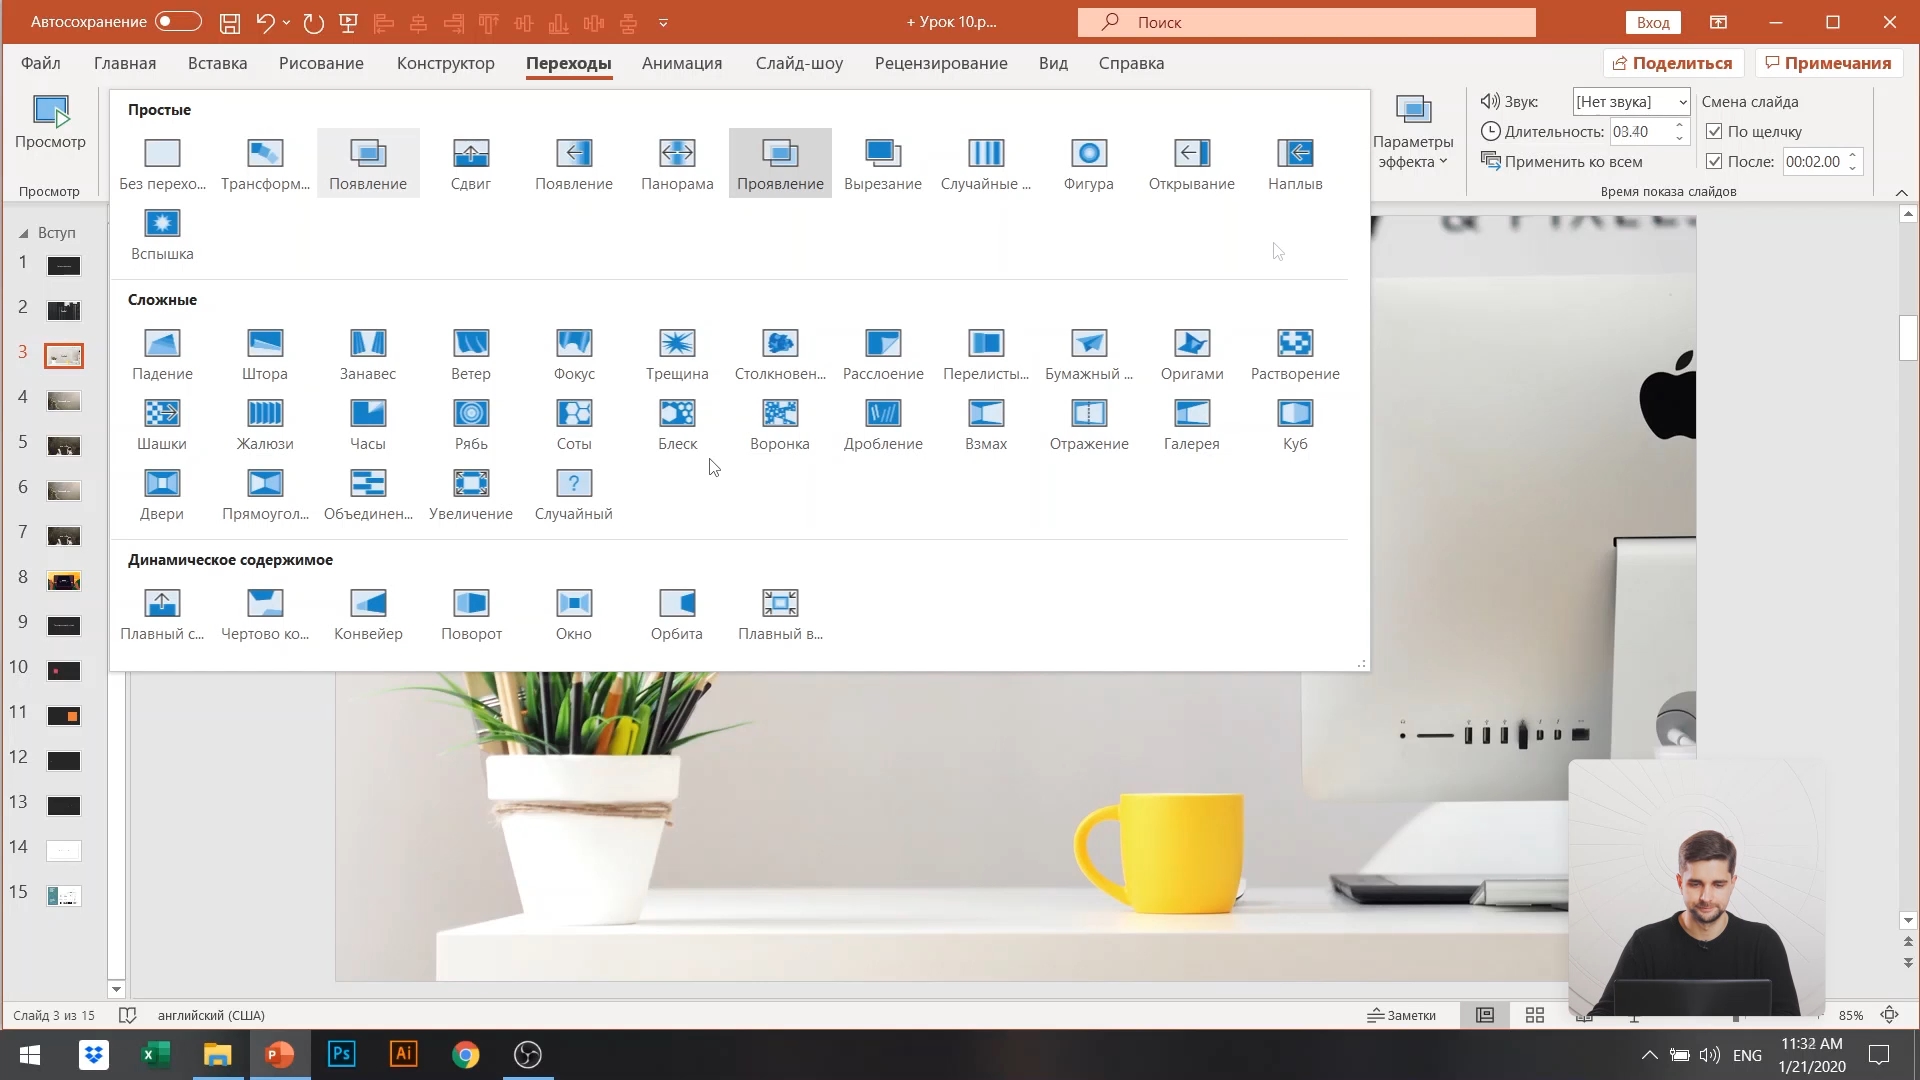 Автосохранение
+ Урок 10.p...
Поиск
Вход
Файл Главная Вставка Рисование Конструктор Переходы Анимация Слайд-шоу Рецензирование Вид Справка
Поделиться
Примечания
Просмотр
Просмотр
Простые
Без перехо... Трансформ... Появление Сдвиг Появление Панорама Проявление Вырезание Случайные ... Фигура Открывание Наплыв
Вспышка
Сложные
Падение Штора Занавес Ветер Фокус Трещина Столкновен... Расслоение Перелисты... Бумажный ... Оригами Растворение
Шашки Жалюзи Часы Рябь Соты Блеск Воронка Дробление Взмах Отражение Галерея Куб
Двери Прямоугол... Объединен... Увеличение Случайный
Динамическое содержимое
Плавный с... Чертово ко... Конвейер Поворот Окно Орбита Плавный в...
Параметры
эффекта
Звук: [Нет звука]
Длительность: 03.40
Применить ко всем
Смена слайда
По щелчку
После: 00:02.00
Время показа слайдов
Вступ
1
2
3
4
5
6
7
8
9
10
11
12
13
14
15
Слайд 3 из 15
английский (США)
Заметки
85%
Ps
Ai
ENG
11:32 AM
1/21/2020